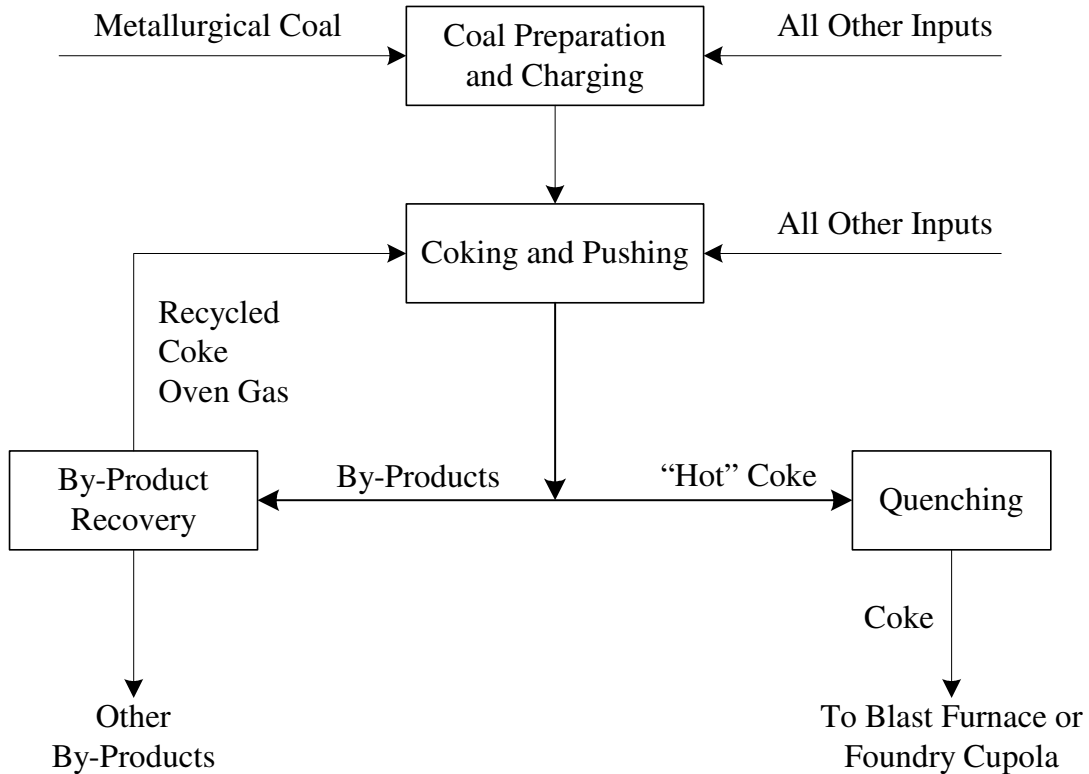 Metallurgical Coal
Coal Preparation
and Charging
All Other Inputs
Coking and Pushing
All Other Inputs
Recycled
Coke
Oven Gas
By-Product
Recovery
By-Products
“Hot” Coke
Quenching
Coke
Other
By-Products
To Blast Furnace or
Foundry Cupola